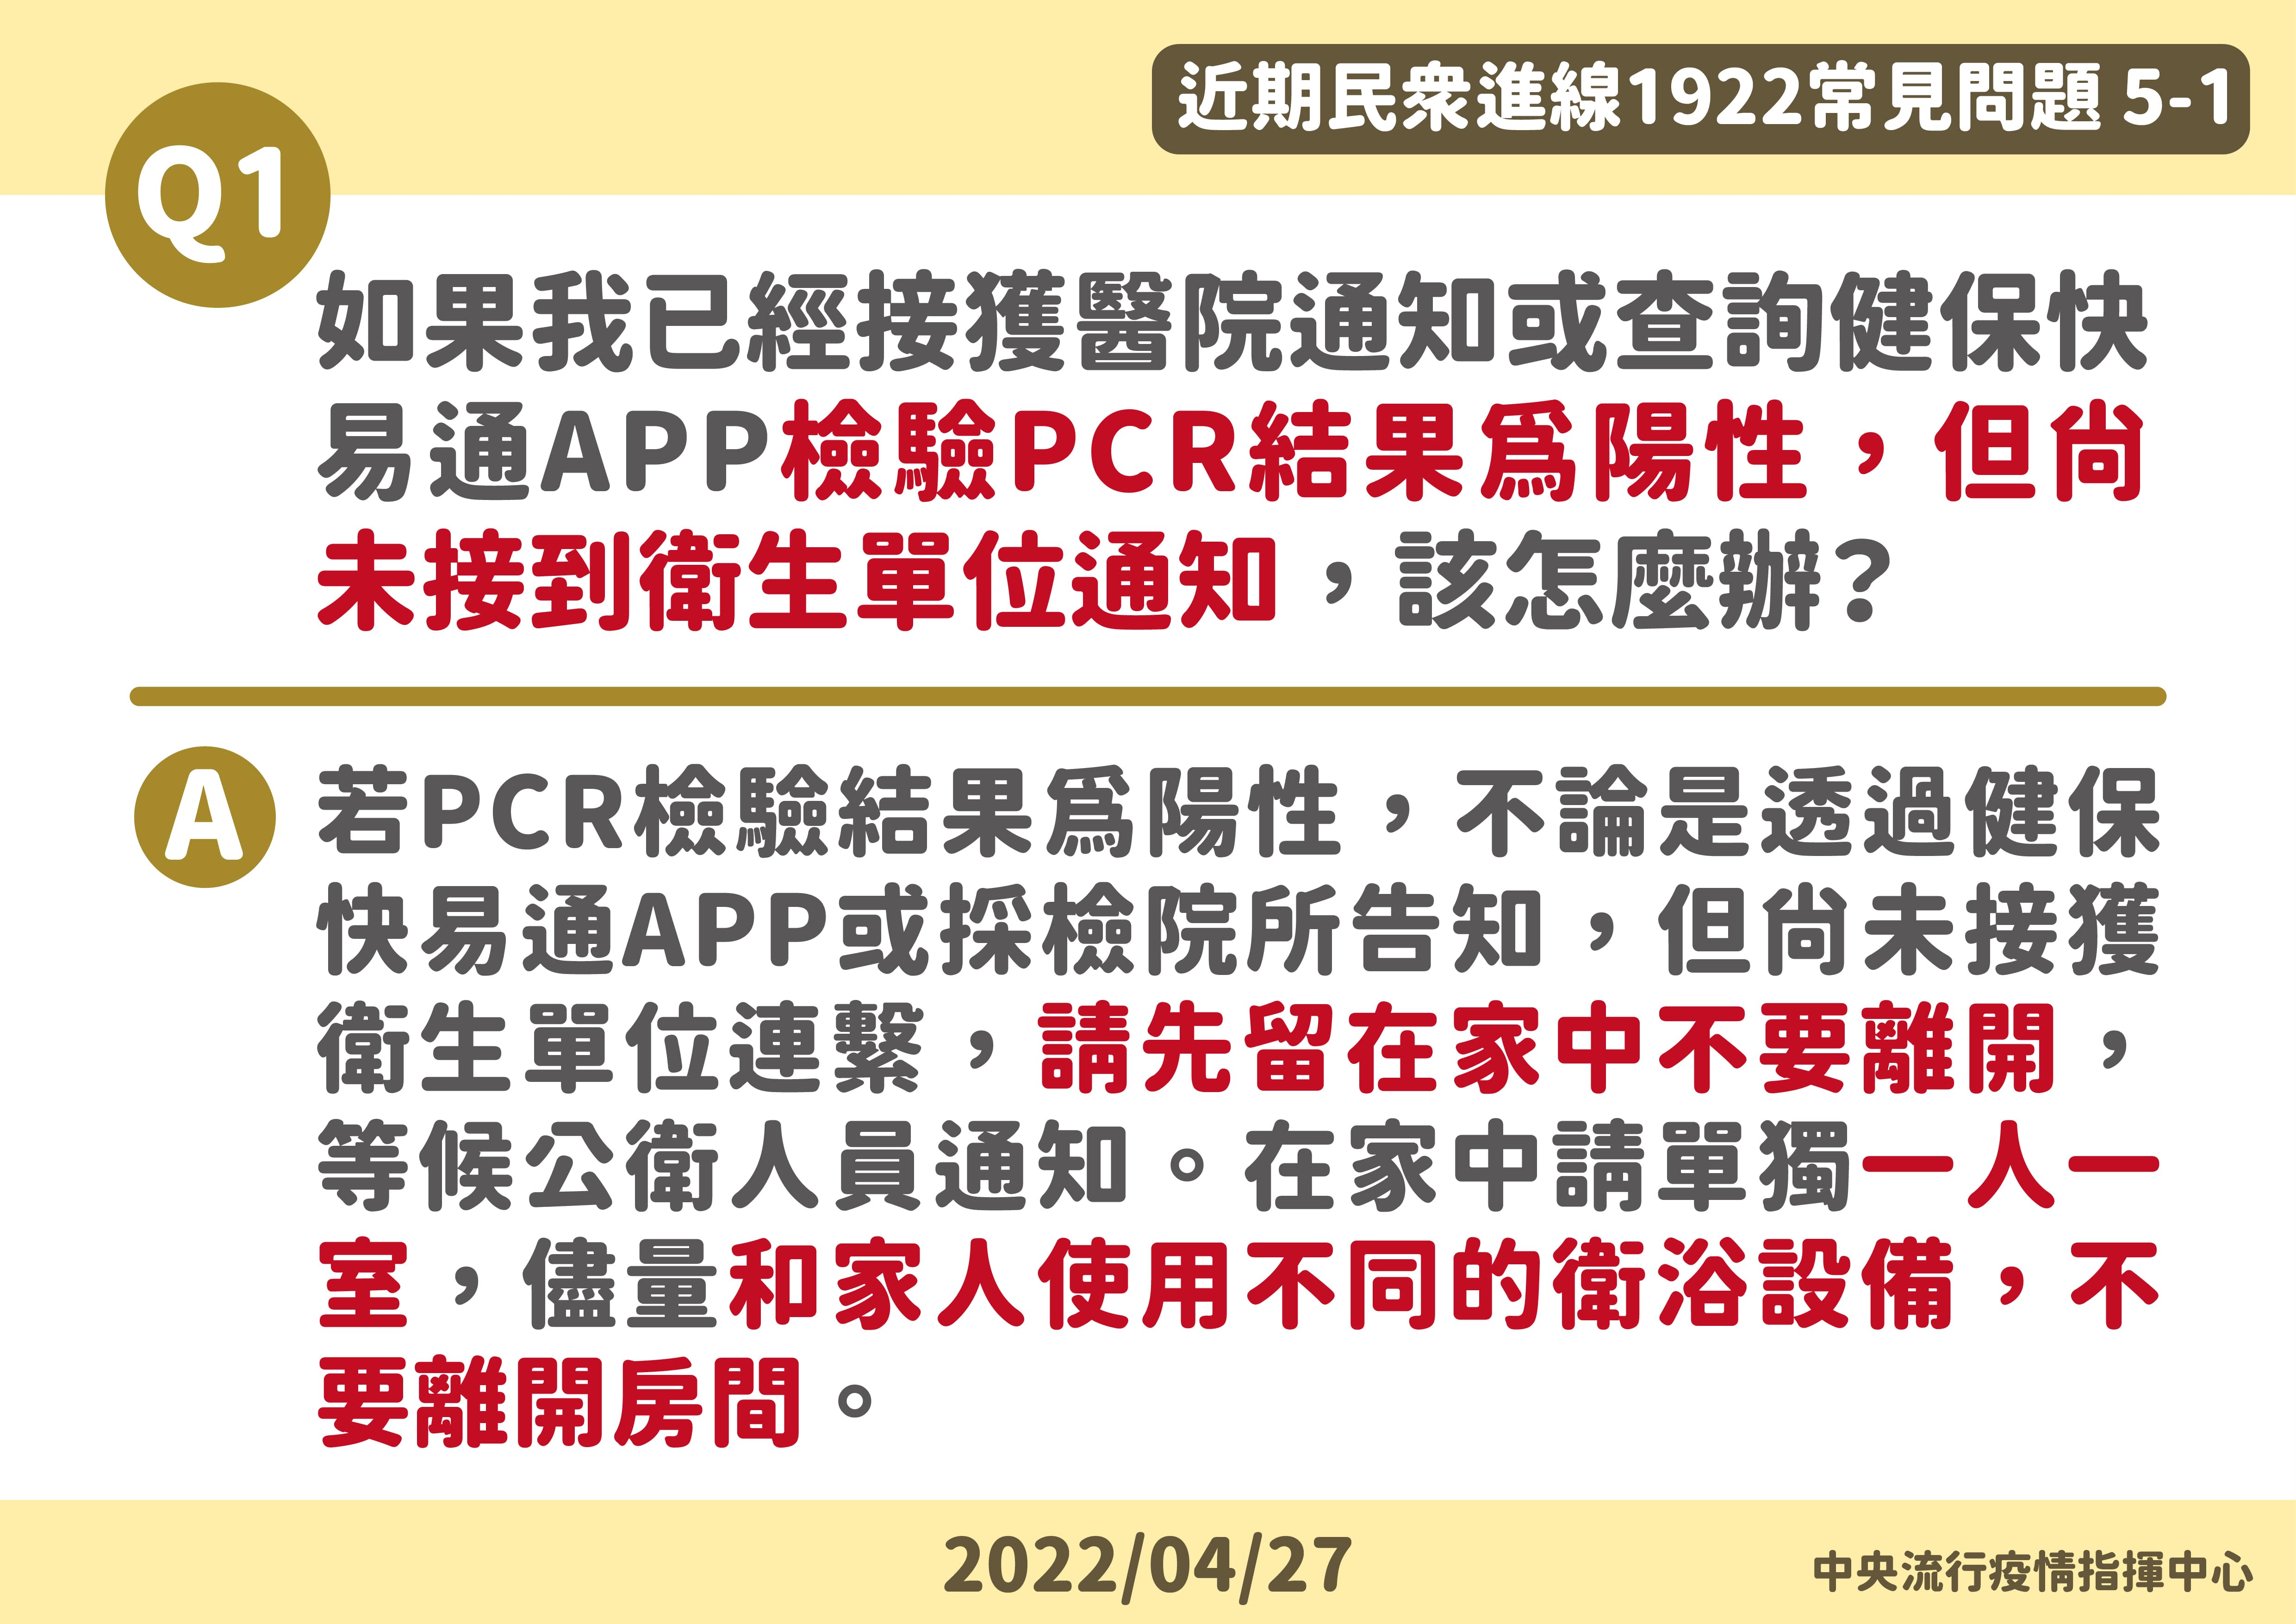 近期民衆進線1922常見問題 5-1
Q1
如果我已經接獲醫院通知或查詢健保快
易通APP檢驗PCR結果爲陽性，但尚
未接到衛生單位通知，該怎麼辦？
A
若PCR檢驗結果爲陽性，不論是透過健保
快易通APP或採檢院所告知，但尚未接獲
衛生單位連繫，請先留在家中不要離開，
等候公衛人員通知。在家中請單獨一人一
室，儘量和家人使用不同的衛浴設備，不
要離開房間。
2022/04/27
中央流行疫情指揮中心